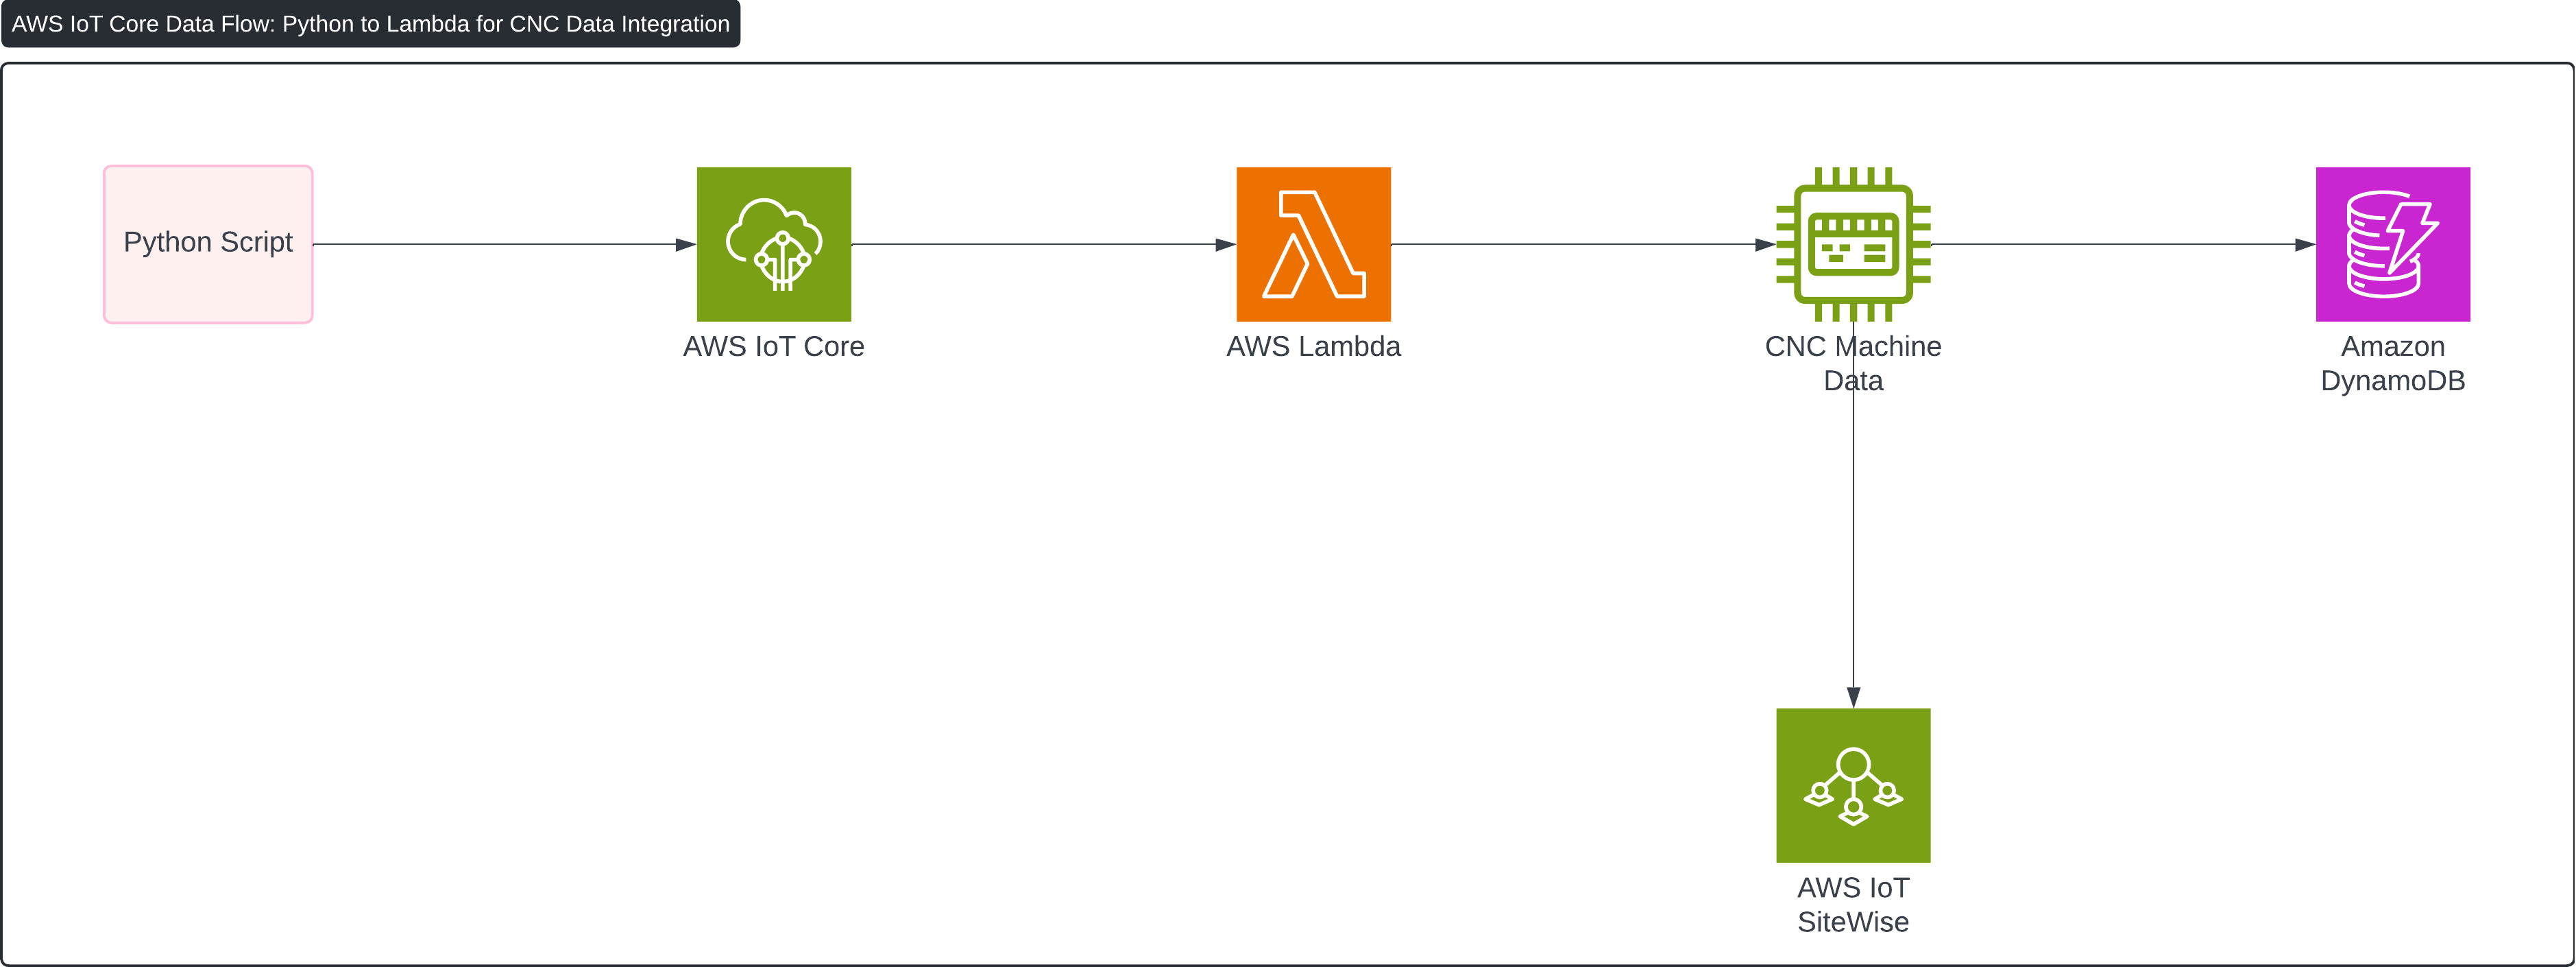 AWS IoT Core Data Flow: Python to Lambda for CNC Data Integration
Python Script
AWS IoT Core
AWS Lambda
CNC Machine
Data
Amazon
DynamoDB
AWS IoT
SiteWise